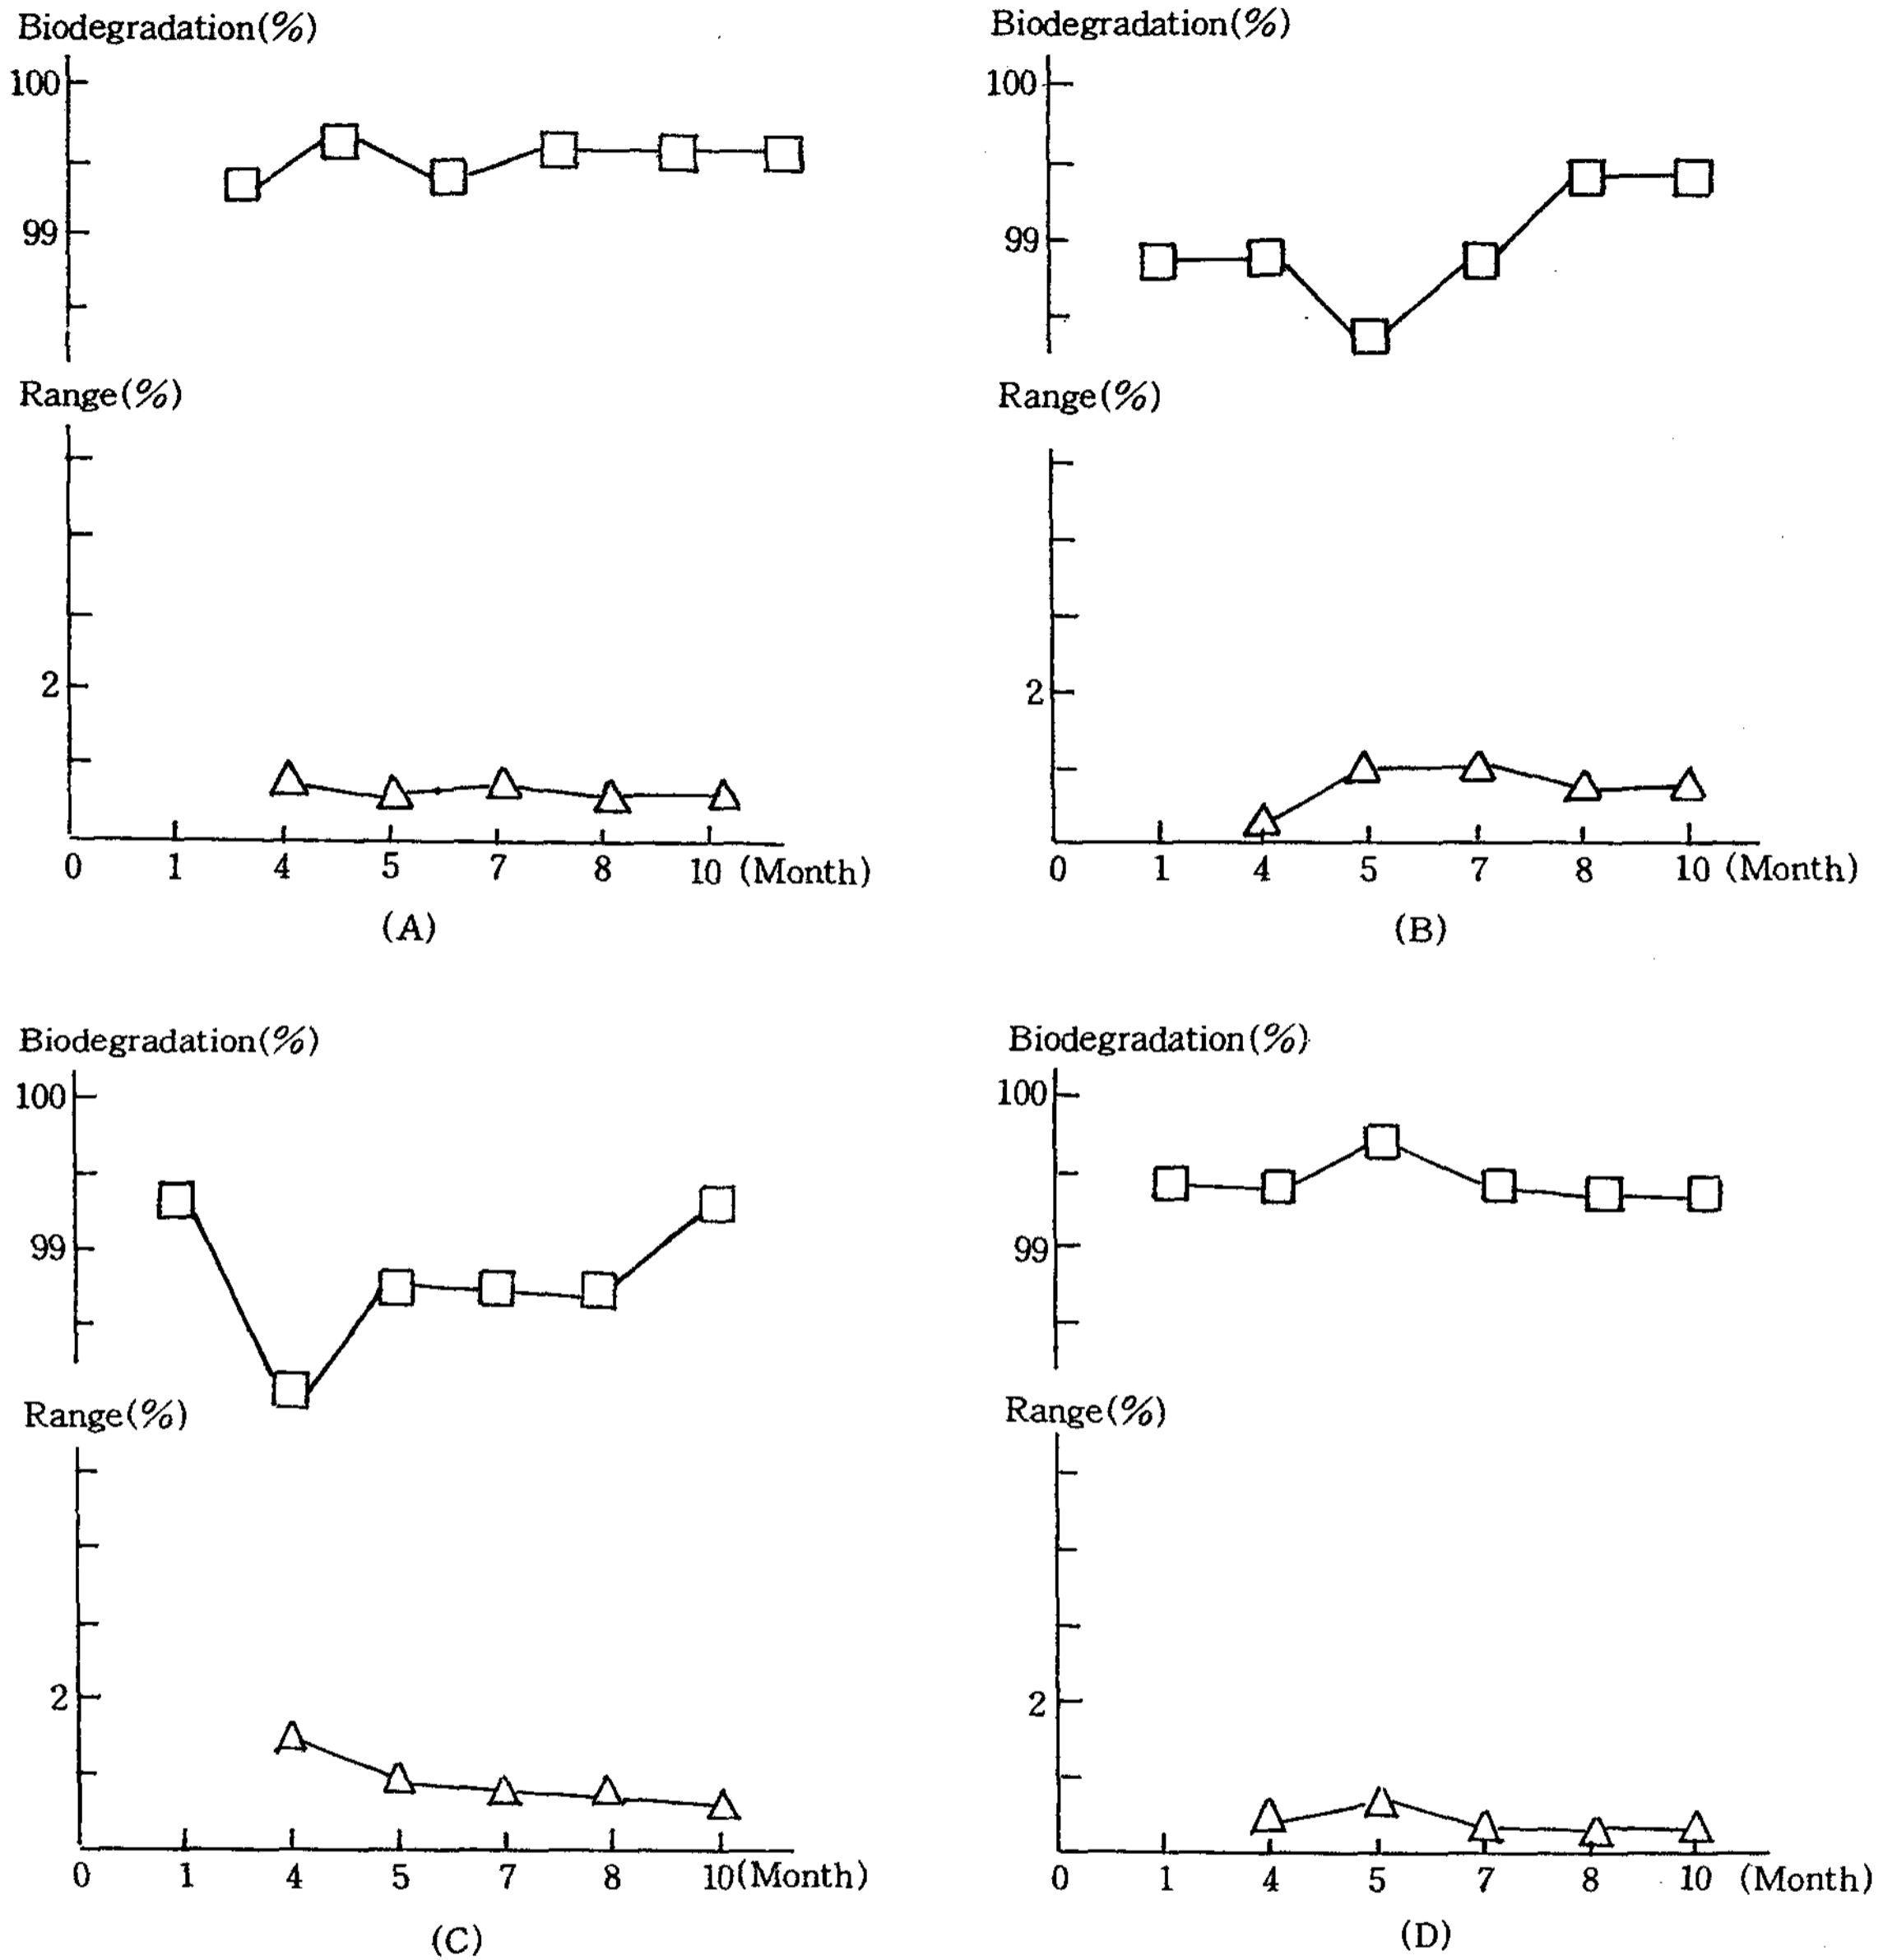 Biodegradation(%)
100
99
Range(%)
2
0 1 4 5 7 8 10 (Month)
(A)
Biodegradation(%)
100
99
Range(%)
2
0 1 4 5 7 8 10 (Month)
(B)
Biodegradation(%)
100
99
Range(%)
2
0 1 4 5 7 8 10(Month)
(C)
Biodegradation(%)
100
99
Range(%)
2
0 1 4 5 7 8 10 (Month)
(D)